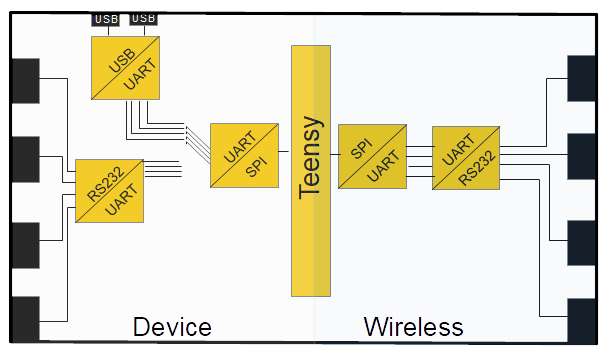 USB USB
USB
UART
RS232
UART
UART
SPI
Teensy
SPI
UART
UART
RS232
Device
Wireless